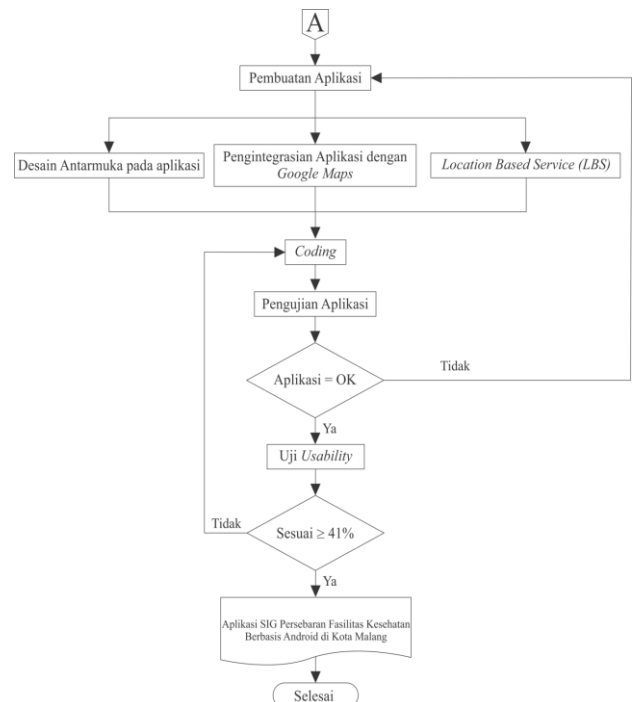 A
Pembuatan Aplikasi
Desain Antarmuka pada aplikasi
Pengintegrasian Aplikasi dengan
Google Maps
Location Based Service (LBS)
Coding
Pengujian Aplikasi
Aplikasi = OK
Tidak
Ya
Uji Usability
Tidak
Sesuai ≥ 41%
Ya
Aplikasi SIG Persebaran Fasilitas Kesehatan
Berbasis Android di Kota Malang
Selesai